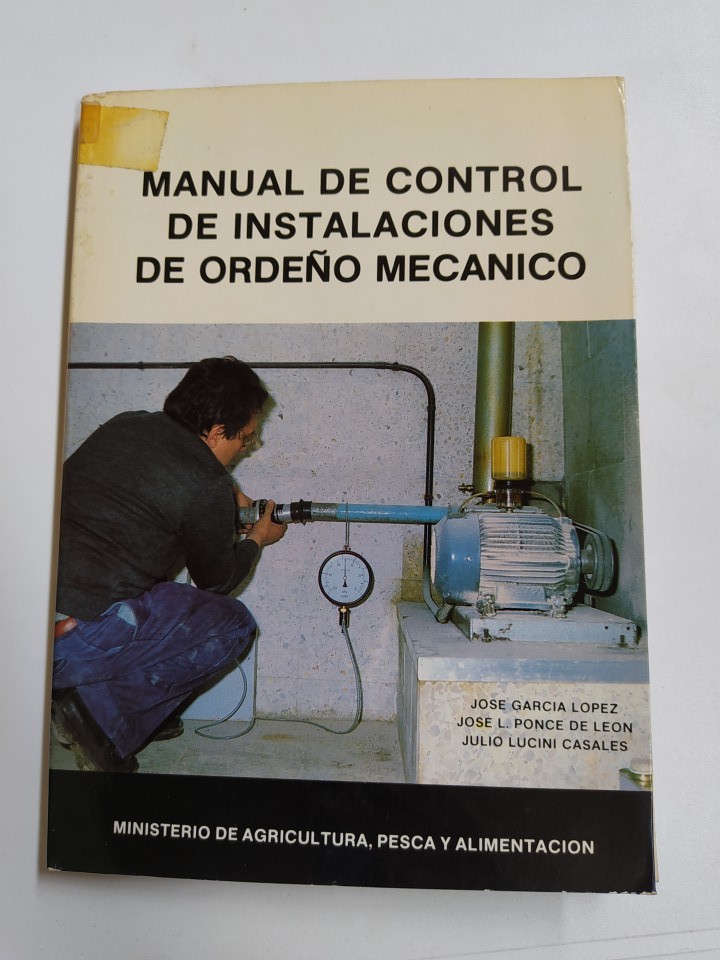 MANUAL DE CONTROL
DE INSTALACIONES
DE ORDEÑO MECANICO
JOSE GARCIA LOPEZ
JOSE L. PONCE DE LEON
JULIO LUCINI CASALES
MINISTERIO DE AGRICULTURA, PESCA Y ALIMENTACION